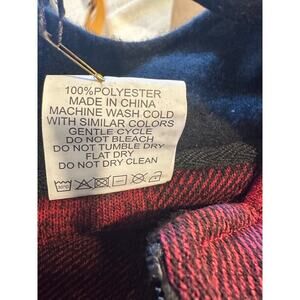 100%POLYESTER
MADE IN CHINA
MACHINE WASH COLD
WITH SIMILAR COLORS
GENTLE CYCLE
DO NOT BLEACH
DO NOT TUMBLE DRY
FLAT DRY
DO NOT DRY CLEAN